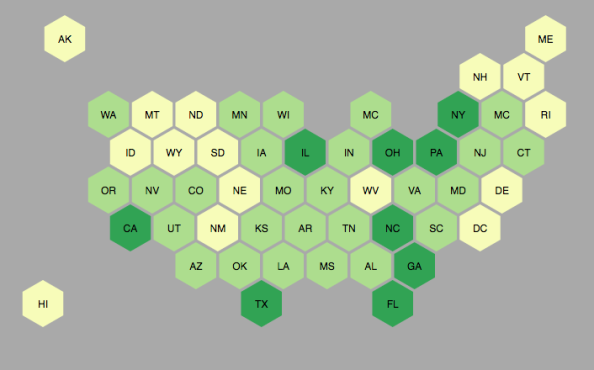 AK ME
NH VT
WA MT ND MN WI MC NY MC RI
ID WY SD IA IL IN OH PA NJ CT
OR NV CO NE MO KY WV VA MD DE
CA UT NM KS AR TN NC SC DC
AZ OK LA MS AL GA
HI TX FL